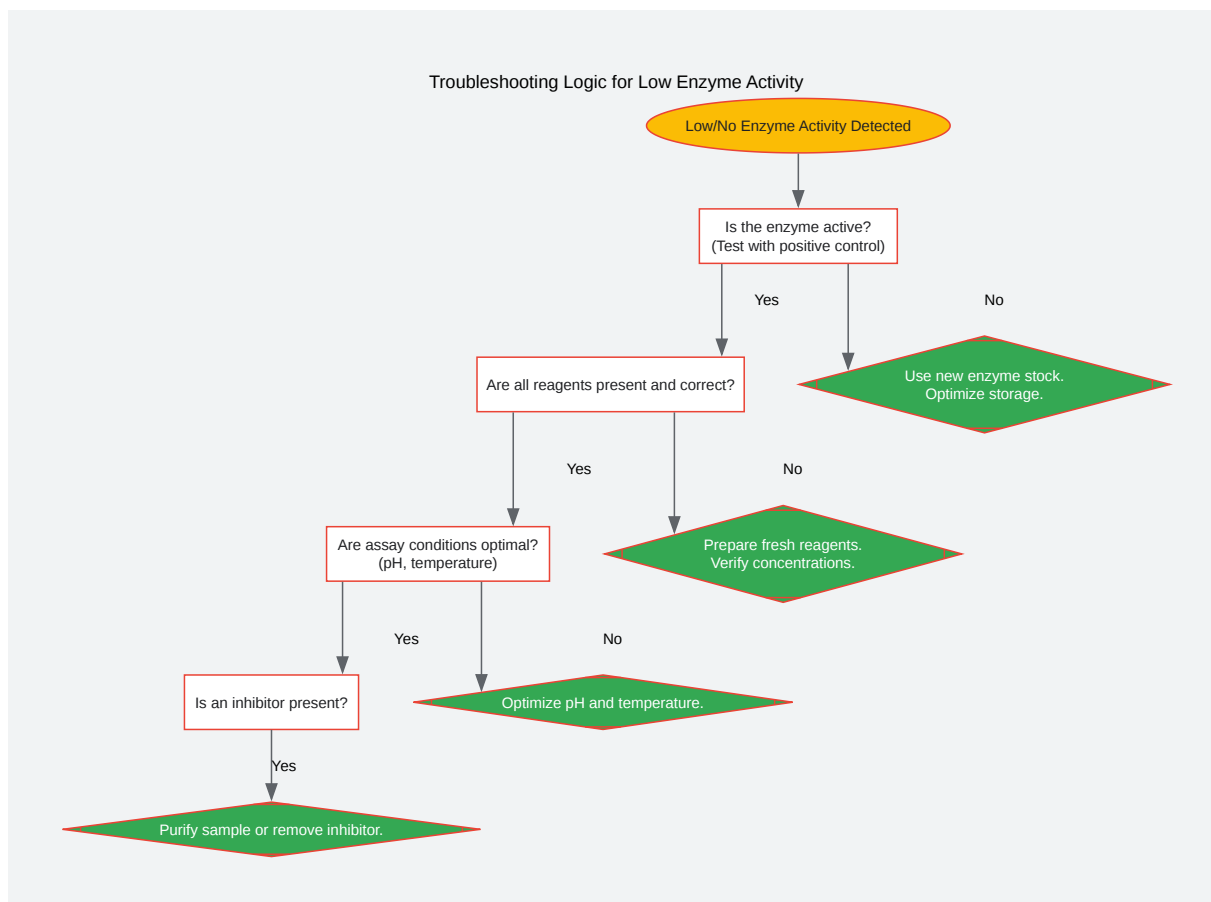 Troubleshooting Logic for Low Enzyme Activity
Low/No Enzyme Activity Detected
Is the enzyme active?
(Test with positive control)
Yes
No
Use new enzyme stock.
Optimize storage.
Are all reagents present and correct?
Yes
No
Prepare fresh reagents.
Verify concentrations.
Are assay conditions optimal?
(pH, temperature)
Yes
No
Optimize pH and temperature.
Is an inhibitor present?
Yes
Purify sample or remove inhibitor.